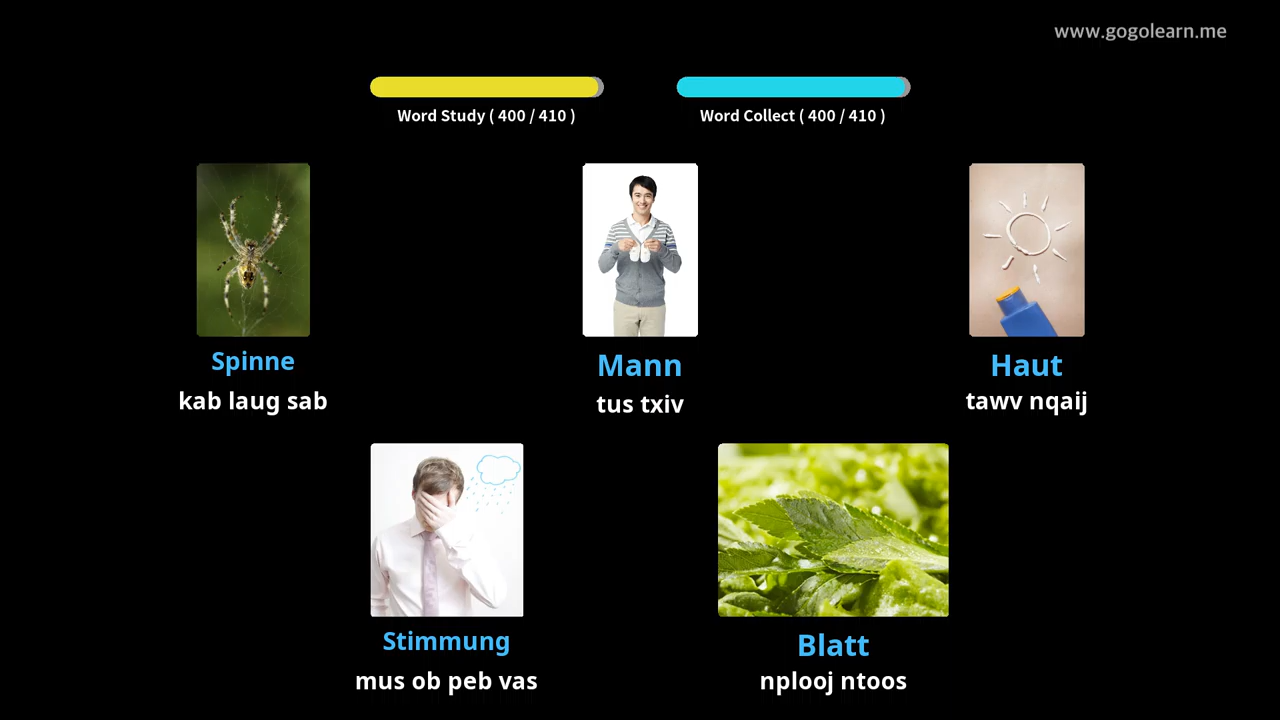 www.gogolearn.me
Word Study ( 400 / 410 )
Word Collect ( 400 / 410 )
Spinne
kab laug sab
Mann
tus txiv
Haut
tawv nqaij
Stimmung
mus ob peb vas
Blatt
nplooj ntoos